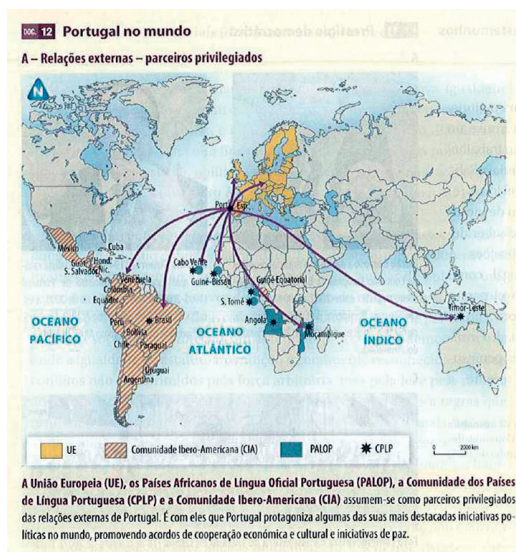 DOC. 12 Portugal no mundo
A – Relações externas – parceiros privilegiados
N
Port. Esp.
México
Cuba
Hond.
S. Salvador Nic.
Venezuela
Colômbia
Equador
Peru
Brasil
Bolívia
Chile
Paraguai
Uruguai
Argentina
Cabo Verde
Guiné-Bissau
Guiné Equatorial
S. Tomé
Angola
Moçambique
Timor-Leste
OCEANO
PACÍFICO
OCEANO
ATLÂNTICO
OCEANO
ÍNDICO
UE
Comunidade Ibero-Americana (CIA)
PALOP
CPLP
0 2000 km
A União Europeia (UE), os Países Africanos de Língua Oficial Portuguesa (PALOP), a Comunidade dos Países
de Língua Portuguesa (CPLP) e a Comunidade Ibero-Americana (CIA) assumem-se como parceiros privilegiados
das relações externas de Portugal. É com eles que Portugal protagoniza algumas das suas mais destacadas iniciativas po-
líticas no mundo, promovendo acordos de cooperação económica e cultural e iniciativas de paz.